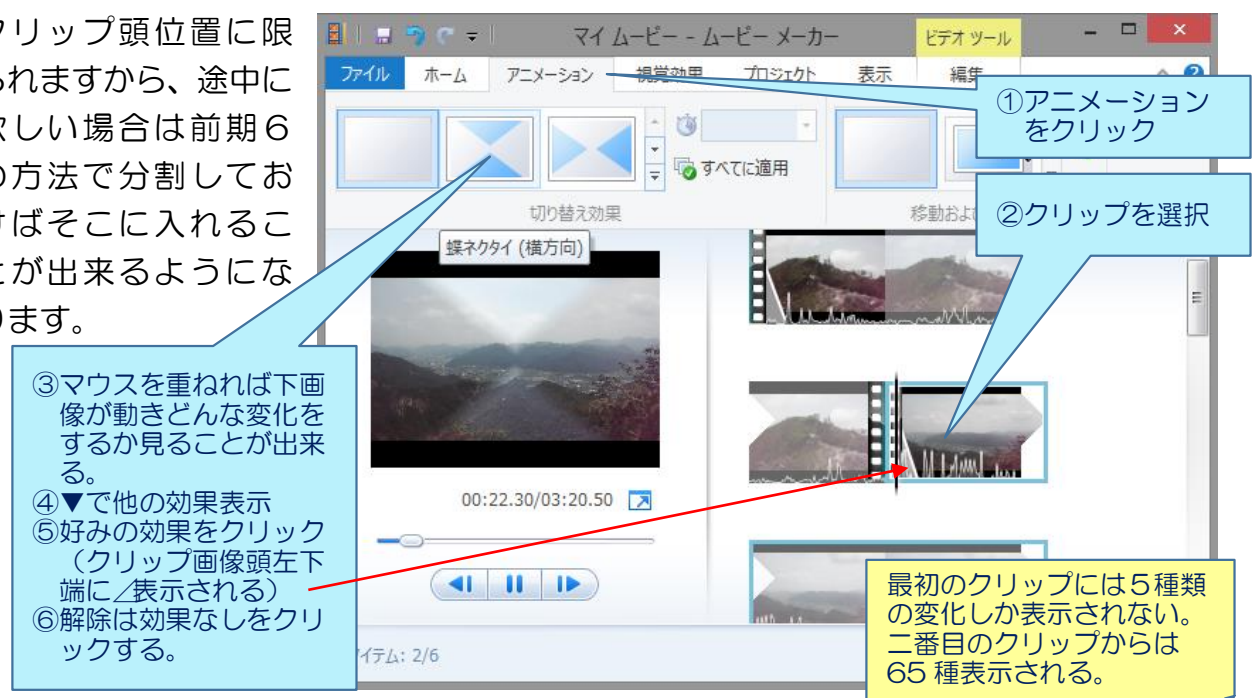 クリップ頭位置に限
られますから、途中に
欲しい場合は前期６
の方法で分割してお
けばそこに入れるこ
とが出来るようにな
ります。
マイ ムービー - ムービー メーカー
ビデオ ツール
ファイル ホーム アニメーション 視覚効果 プロジェクト 表示 編集
①アニメーション
をクリック
すべてに適用
切り替え効果
移動およ
②クリップを選択
蝶ネクタイ (横方向)
③マウスを重ねれば下画
像が動きどんな変化を
するか見ることが出来
る。
④▼で他の効果表示
⑤好みの効果をクリック
（クリップ画像頭左下
端に／表示される）
⑥解除は効果なしをクリ
ックする。
00:22.30/03:20.50
最初のクリップには５種類
の変化しか表示されない。
二番目のクリップからは
65 種表示される。
アイテム: 2/6